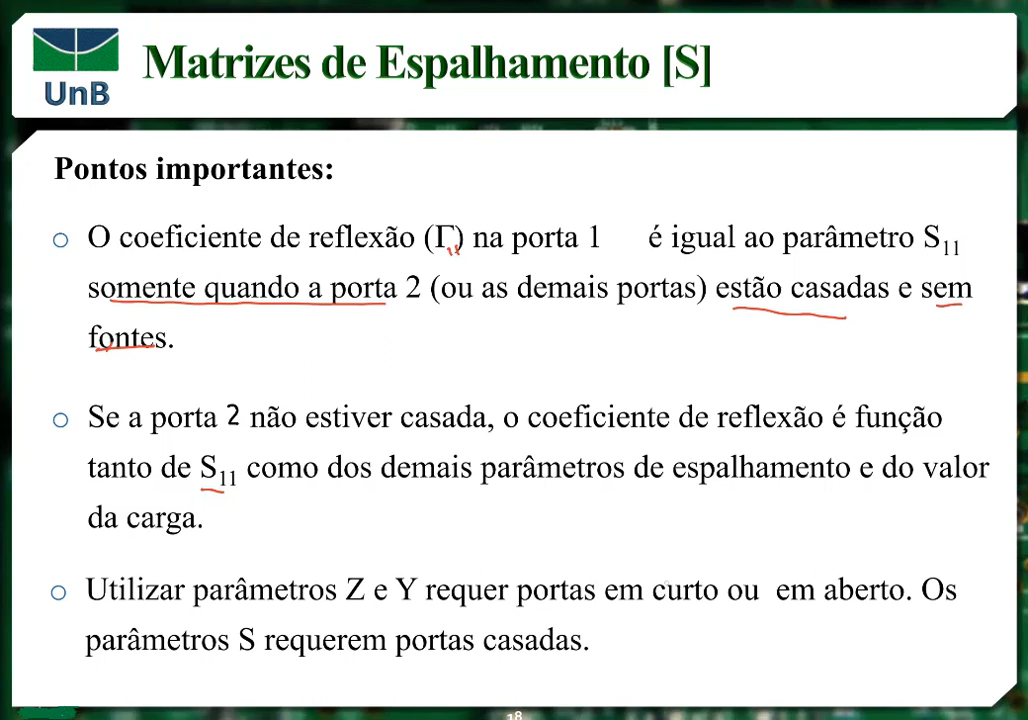 UnB
Matrizes de Espalhamento [S]
Pontos importantes:
O coeficiente de reflexão (Γ) na porta 1 é igual ao parâmetro S11
somente quando a porta 2 (ou as demais portas) estão casadas e sem
fontes.
Se a porta 2 não estiver casada, o coeficiente de reflexão é função
tanto de S11 como dos demais parâmetros de espalhamento e do valor
da carga.
Utilizar parâmetros Z e Y requer portas em curto ou em aberto. Os
parâmetros S requerem portas casadas.
18